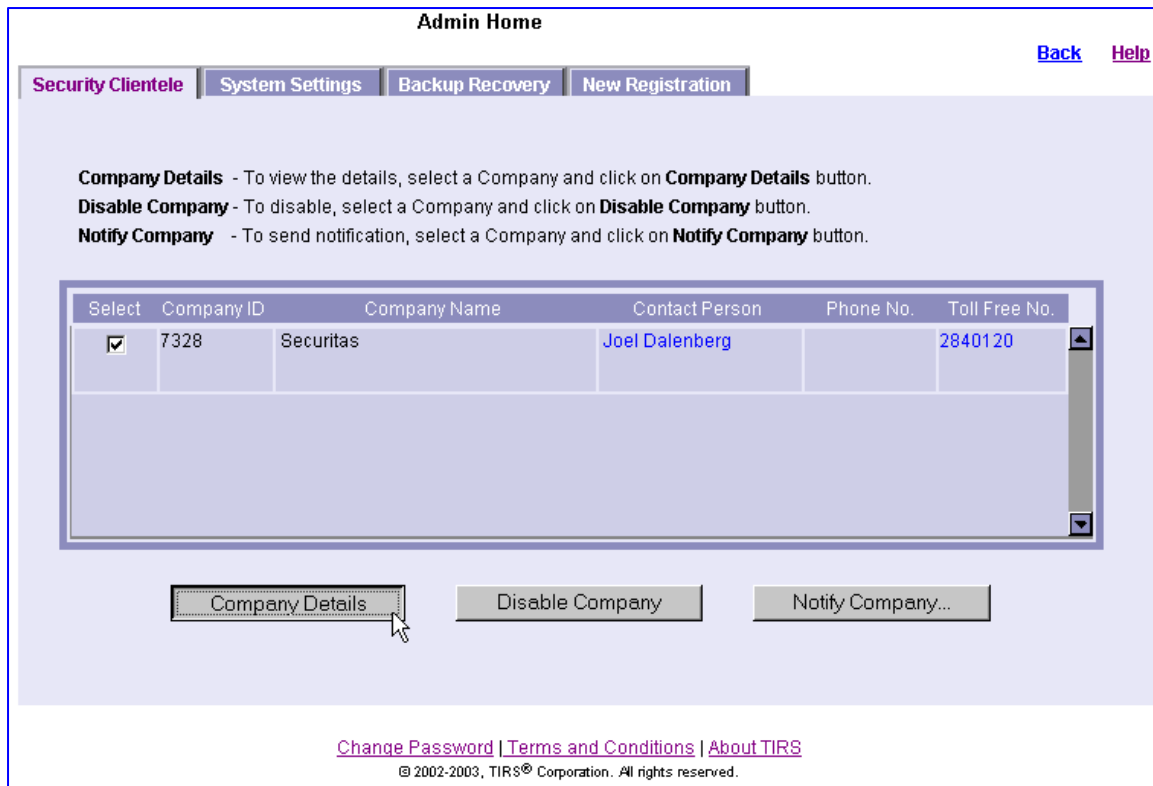 Admin Home
Back Help
Security Clientele System Settings Backup Recovery New Registration
Company Details - To view the details, select a Company and click on Company Details button.
Disable Company - To disable, select a Company and click on Disable Company button.
Notify Company - To send notification, select a Company and click on Notify Company button.
Select Company ID Company Name Contact Person Phone No. Toll Free No.
7328 Securitas Joel Dalenberg 2840120
Company Details Disable Company Notify Company...
Change Password | Terms and Conditions | About TIRS
© 2002-2003, TIRS® Corporation. All rights reserved.